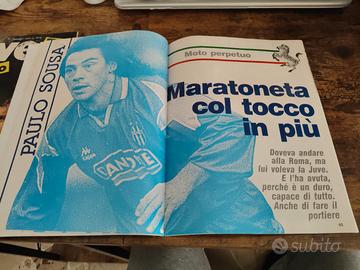 PAULO SOUSA
Kappa
DANONE
Moto perpetuo
Maratoneta
col tocco
in più
Doveva andare
alla Roma, ma
lui voleva la Juve.
E l'ha avuta,
perché è un duro,
capace di tutto.
Anche di fare il
portiere
subito